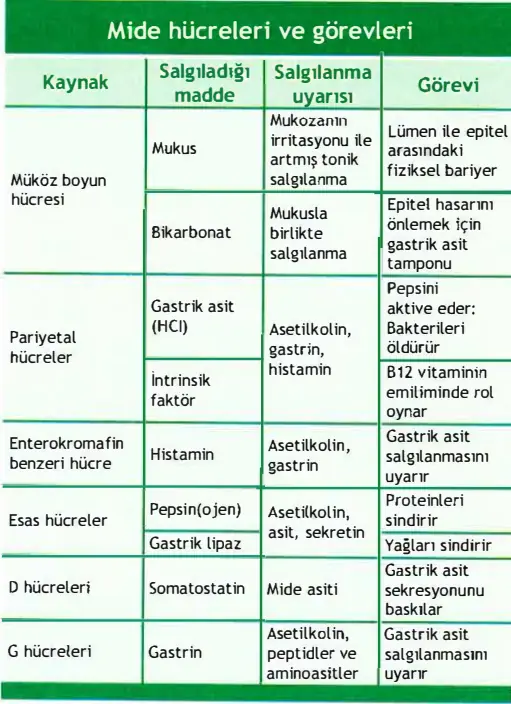 Mide hücreleri ve görevleri
Kaynak
Salgıladığı
madde
Salgılanma
uyarısı
Görevi
Müköz boyun
hücresi
Mukus
Mukozanın
irritasyonu ile
artmış tonik
salgılanma
Lümen ile epitel
arasındaki
fiziksel bariyer
Bikarbonat
Mukusla
birlikte
salgılanma
Epitel hasarını
önlemek için
gastrik asit
tamponu
Pariyetal
hücreler
Gastrik asit
(HCl)
Asetilkolin,
gastrin,
histamin
Pepsini
aktive eder:
Bakterileri
öldürür
İntrinsik
faktör
B12 vitaminin
emiliminde rol
oynar
Enterokromafin
benzeri hücre
Histamin
Asetilkolin,
gastrin
Gastrik asit
salgılanmasını
uyarır
Esas hücreler
Pepsin(ojen)
Asetilkolin,
asit, sekretin
Proteinleri
sindirir
Gastrik lipaz
Yağları sindirir
D hücreleri
Somatostatin
Mide asiti
Gastrik asit
sekresyonunu
baskılar
G hücreleri
Gastrin
Asetilkolin,
peptidler ve
aminoasitler
Gastrik asit
salgılanmasını
uyarır